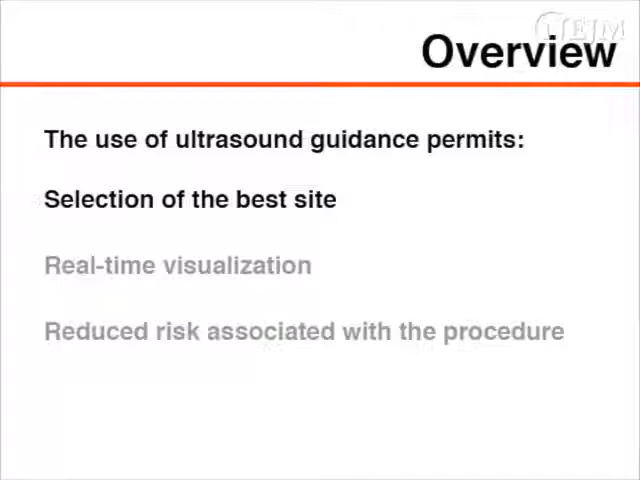 NEJM
Overview
The use of ultrasound guidance permits:
Selection of the best site
Real-time visualization
Reduced risk associated with the procedure